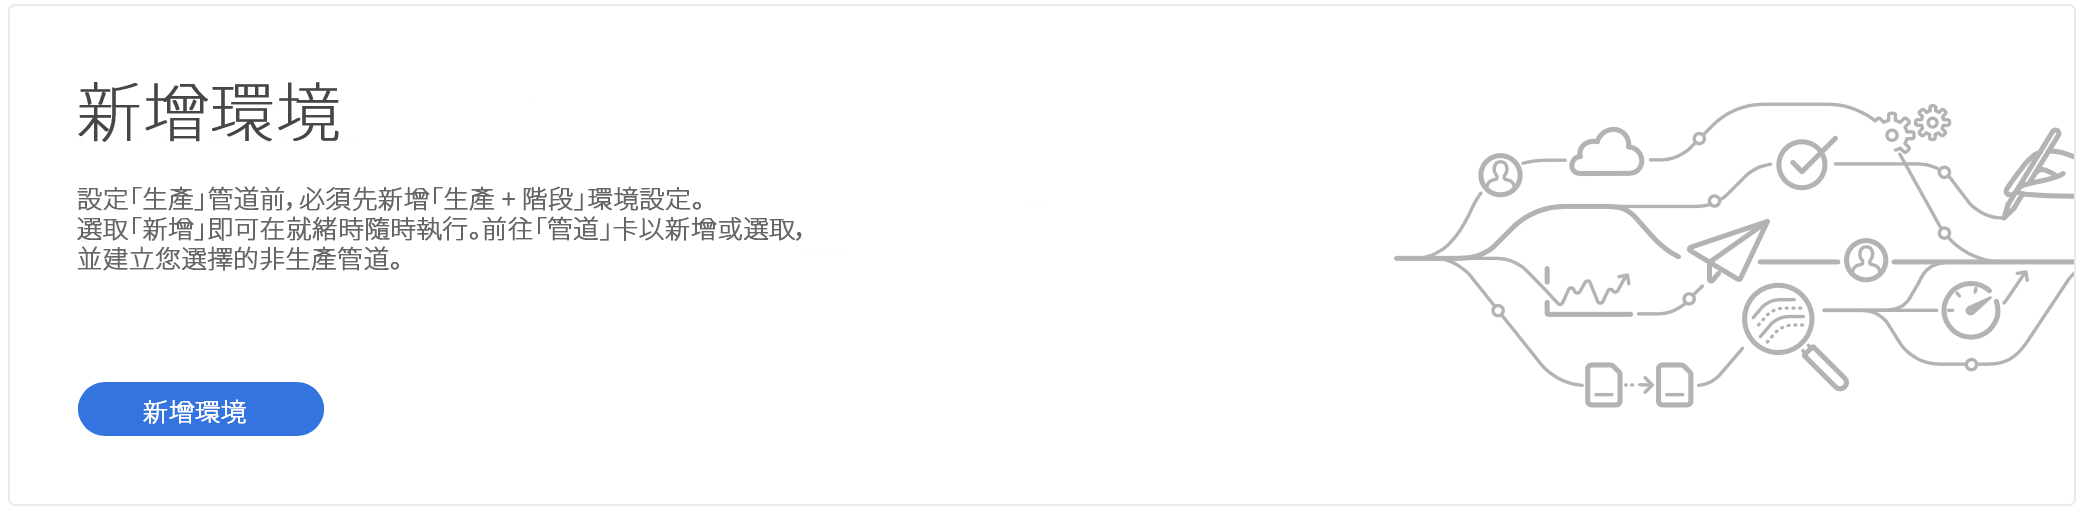 新增環境
設定「生產」管道前，必須先新增「生產 + 階段」環境設定。
選取「新增」即可在就緒時隨時執行。前往「管道」卡以新增或選取，
並建立您選擇的非生產管道。
新增環境